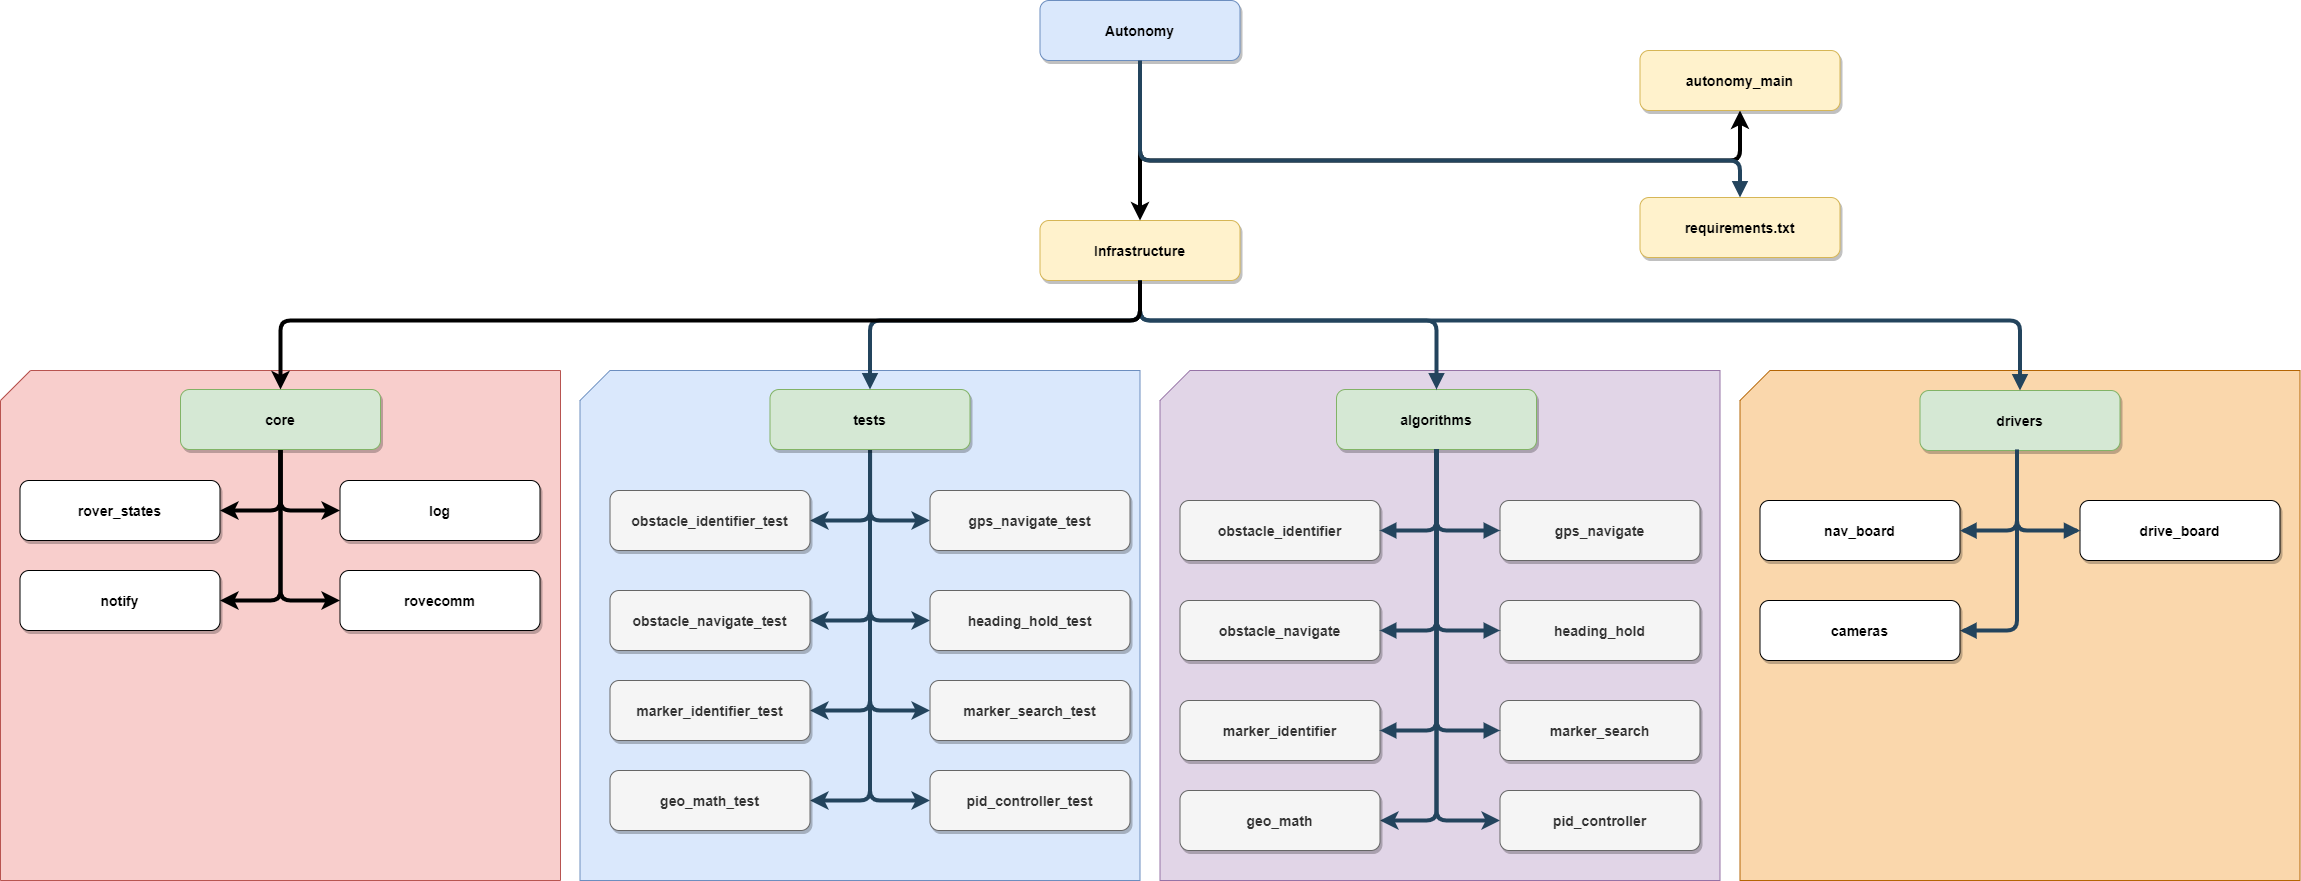 Autonomy
autonomy_main
requirements.txt
Infrastructure
core
tests
algorithms
drivers
rover_states
log
notify
rovecomm
obstacle_identifier_test
gps_navigate_test
obstacle_navigate_test
heading_hold_test
marker_identifier_test
marker_search_test
geo_math_test
pid_controller_test
obstacle_identifier
gps_navigate
obstacle_navigate
heading_hold
marker_identifier
marker_search
geo_math
pid_controller
nav_board
drive_board
cameras